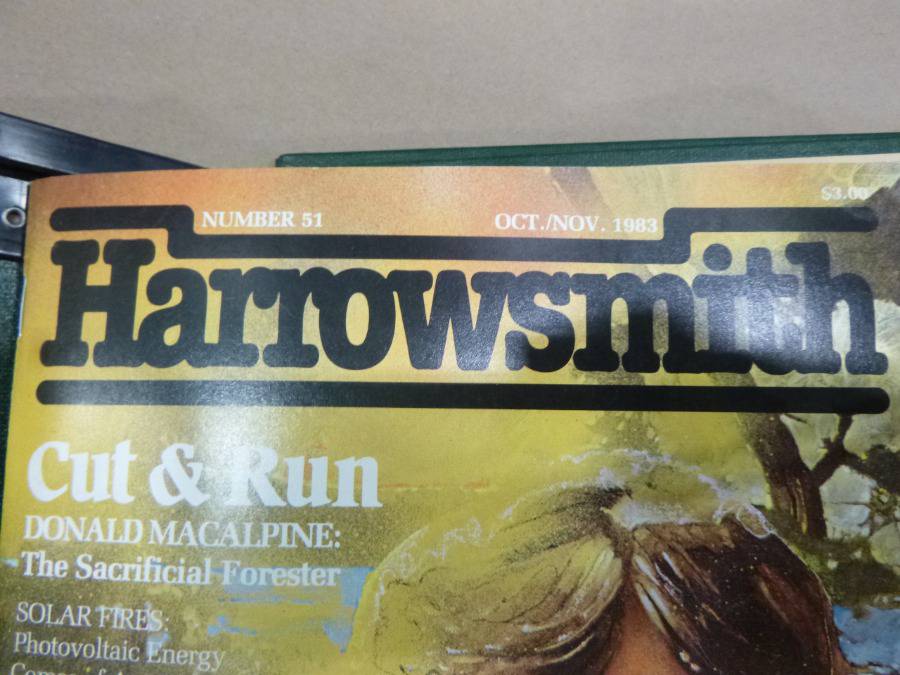 $3.00
NUMBER 51 OCT./NOV. 1983
Harrowsmith
Cut & Run
DONALD MACALPINE:
The Sacrificial Forester
SOLAR FIRES:
Photovoltaic Energy